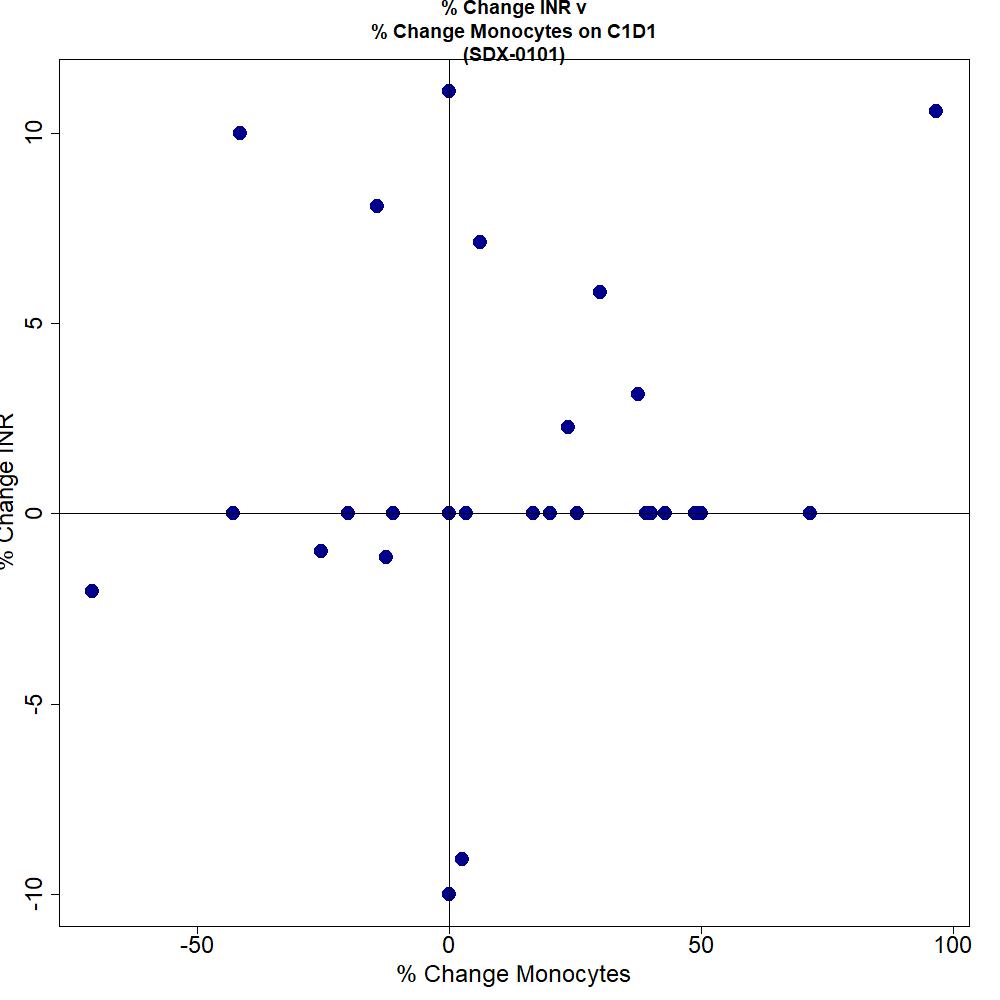 % Change INR v
% Change Monocytes on C1D1
(SDX-0101)
% Change INR
10
5
0
-5
-10
-50
0
50
100
% Change Monocytes